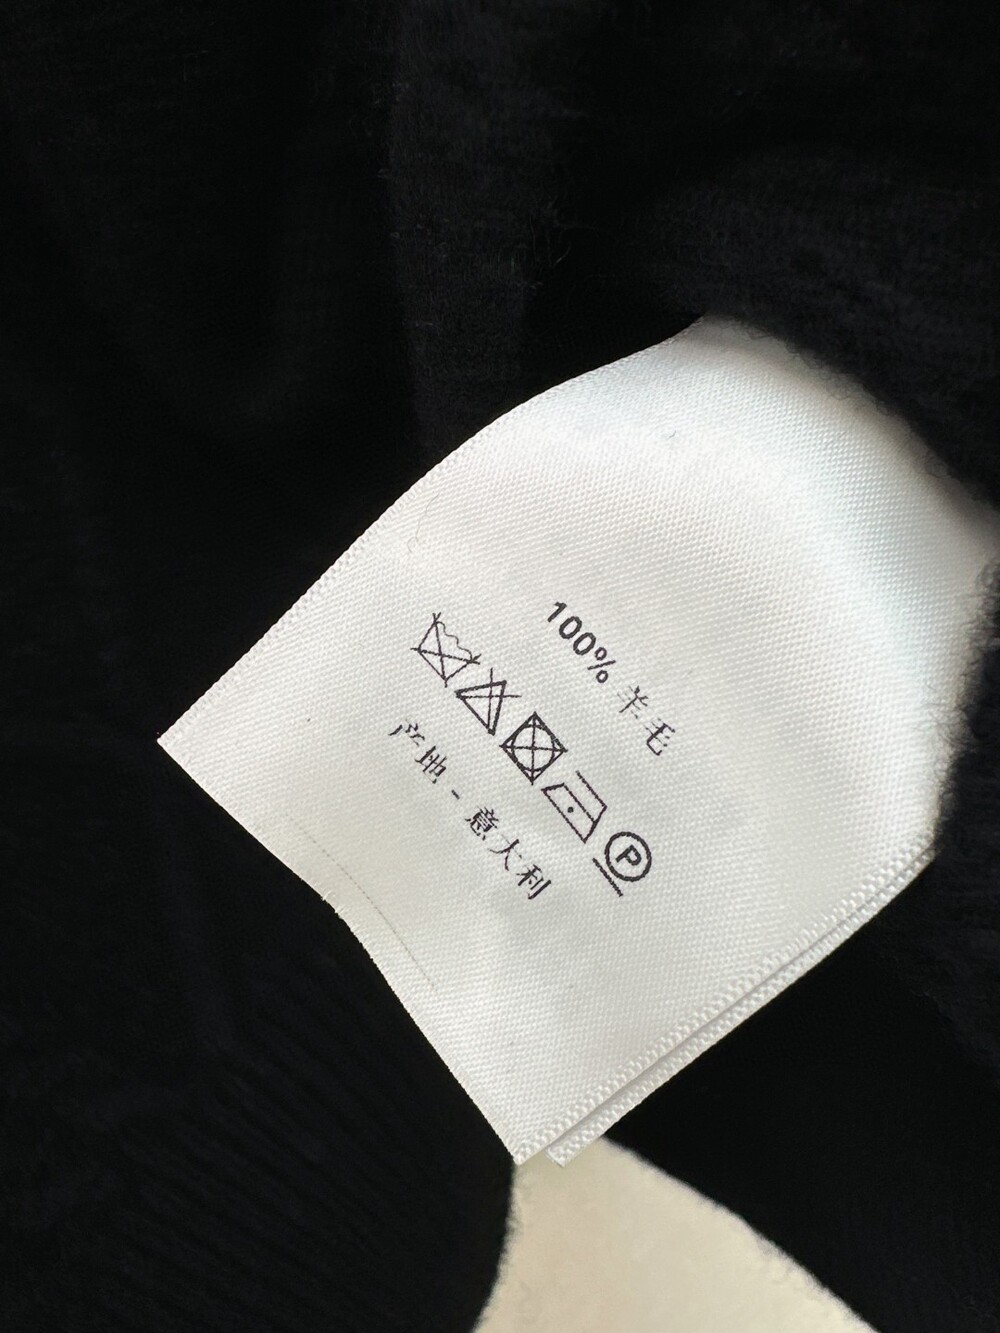 100% 羊毛
P
产地 - 意大利